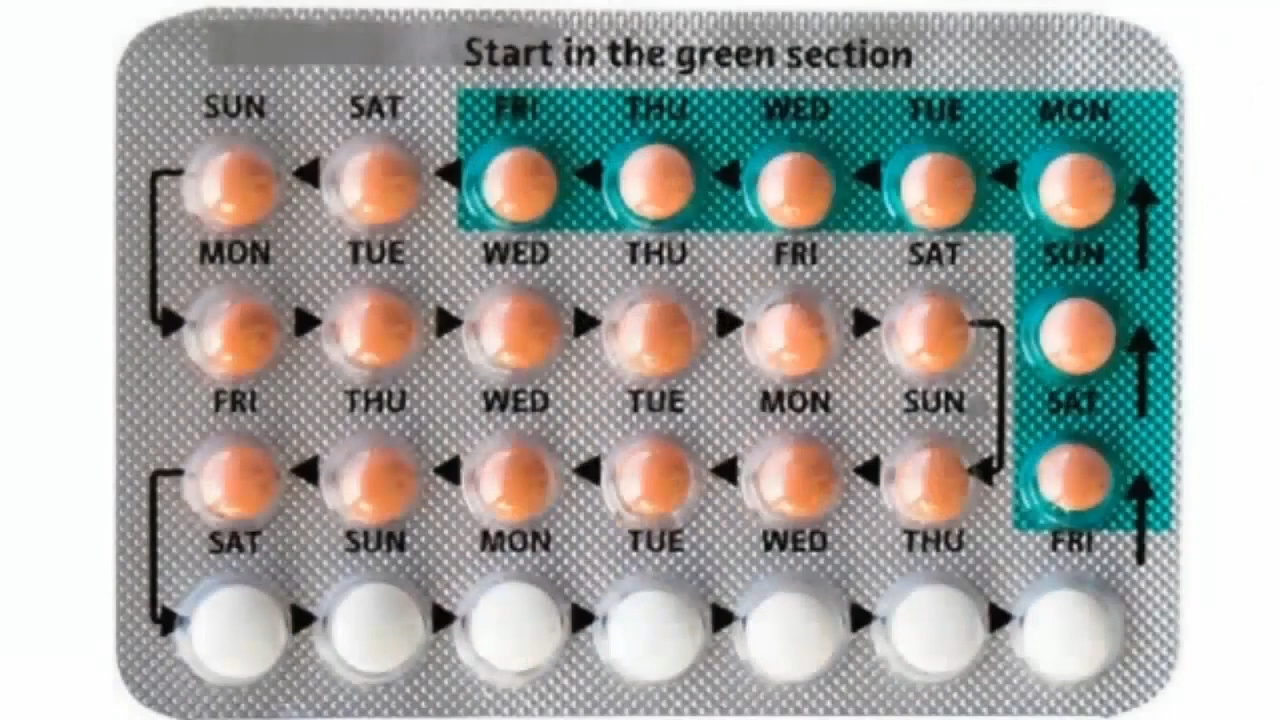 Start in the green section
SUN SAT FRI THU WED TUE MON
MON TUE WED THU FRI SAT SUN
FRI THU WED TUE MON SUN SAT
SAT SUN MON TUE WED THU FRI